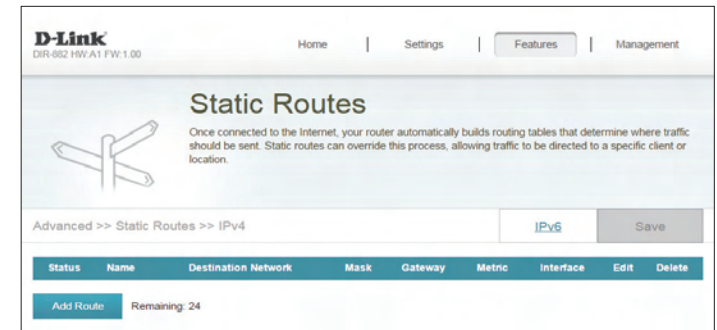 D-Link
DIR-882 HW:A1 FW:1.00
Home | Settings | Features | Management
Static Routes
Once connected to the Internet, your router automatically builds routing tables that determine where traffic
should be sent. Static routes can override this process, allowing traffic to be directed to a specific client or
location.
Advanced >> Static Routes >> IPv4
IPv6
Save
Status Name Destination Network Mask Gateway Metric Interface Edit Delete
Add Route Remaining: 24